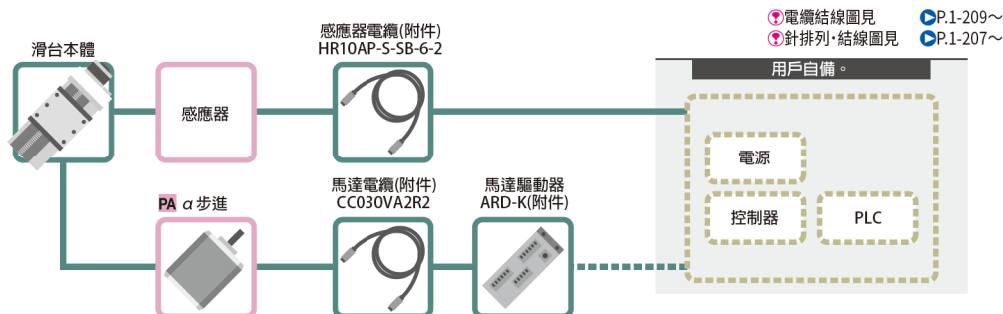 電纜結線圖見 P.1-209～
針排列・結線圖見 P.1-207～
滑台本體
感應器
感應器電纜(附件)
HR10AP-S-SB-6-2
用戶自備。
電源
控制器
PLC
PA α步進
馬達電纜(附件)
CC030VA2R2
馬達驅動器
ARD-K(附件)